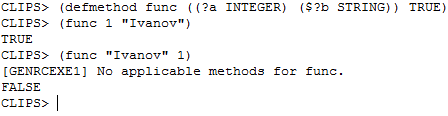 CLIPS> (defmethod func ((?a INTEGER) ($?b STRING)) TRUE)
CLIPS> (func 1 "Ivanov")
TRUE
CLIPS> (func "Ivanov" 1)
[GENRCEXE1] No applicable methods for func.
FALSE
CLIPS>